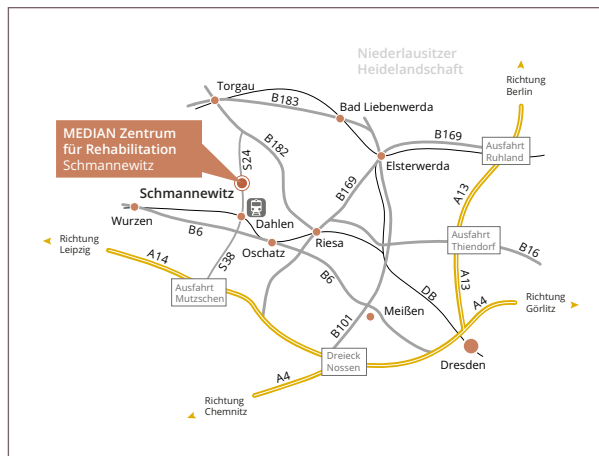 Niederlausitzer
Heidelandschaft
Richtung
Berlin
Torgau
B183
Bad Liebenwerda
MEDIAN Zentrum
für Rehabilitation
Schmannewitz
S24
B182
B169
Elsterwerda
B169
Ausfahrt
Ruhland
A13
Schmannewitz
Wurzen
Dahlen
B6
Oschatz
Riesa
Ausfahrt
Thiendorf
B16
Richtung
Leipzig
A14
S38
Ausfahrt
Mutzschen
B6
DB
A13
A4
Richtung
Görlitz
Meißen
B101
Dreieck
Nossen
Dresden
A4
Richtung
Chemnitz